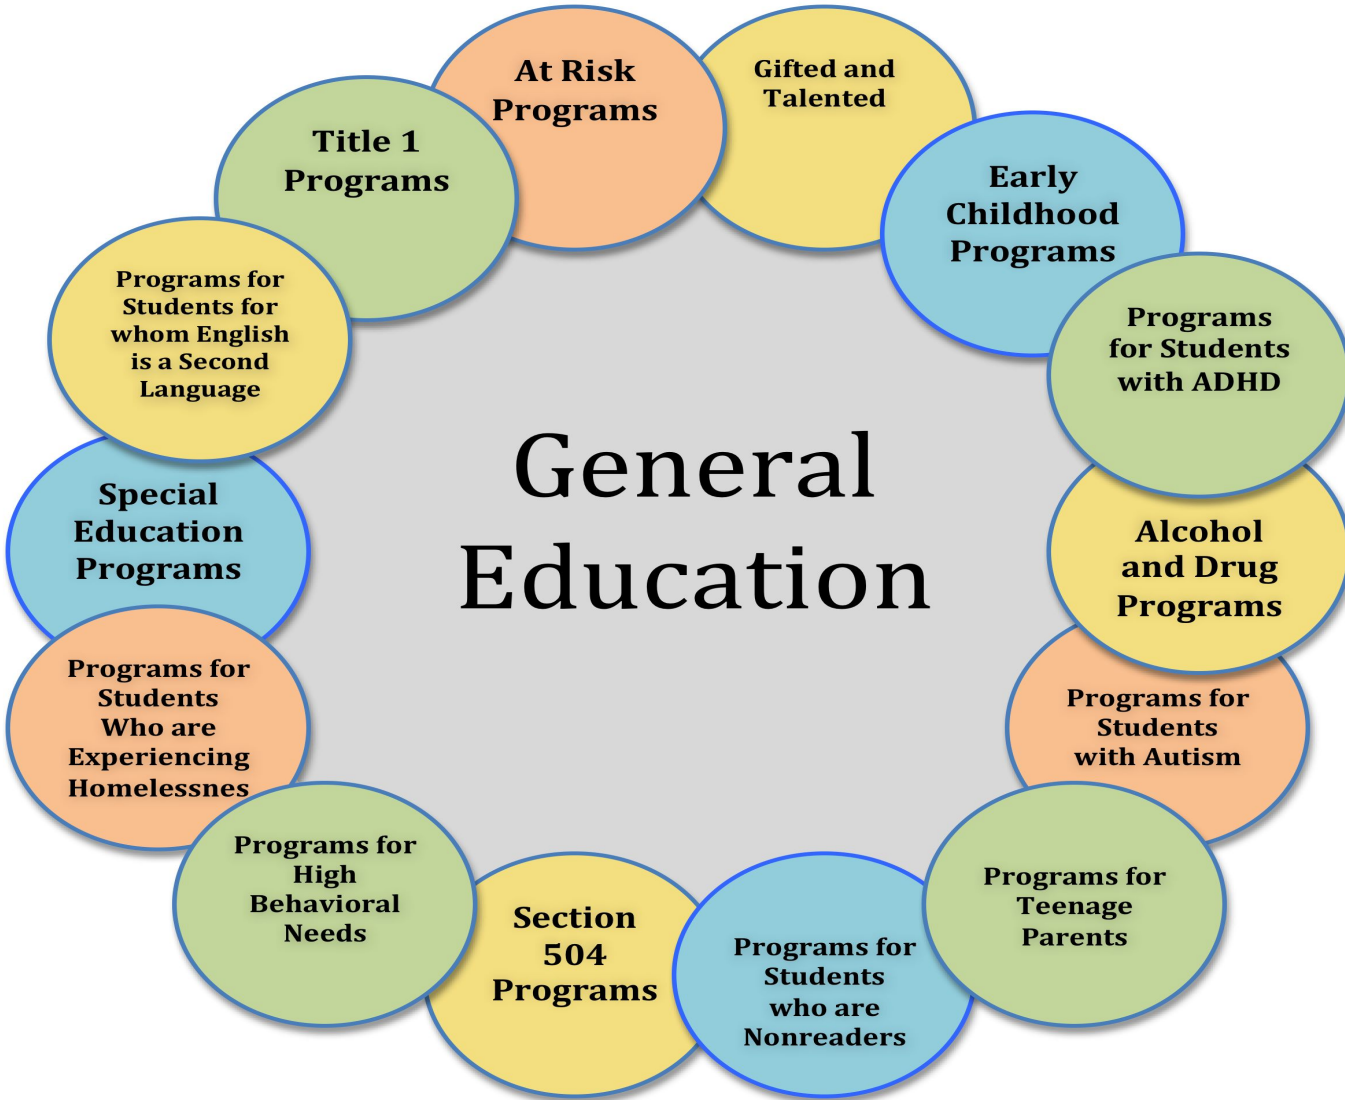 At Risk
Programs
Gifted and
Talented
Early
Childhood
Programs
Programs
for Students
with ADHD
Alcohol
and Drug
Programs
Programs for
Students
with Autism
Programs for
Teenage
Parents
Programs for
Students
who are
Nonreaders
Section
504
Programs
Programs for
High
Behavioral
Needs
Programs for
Students
Who are
Experiencing
Homelessnes
Special
Education
Programs
Programs for
Students for
whom English
is a Second
Language
Title 1
Programs
General
Education